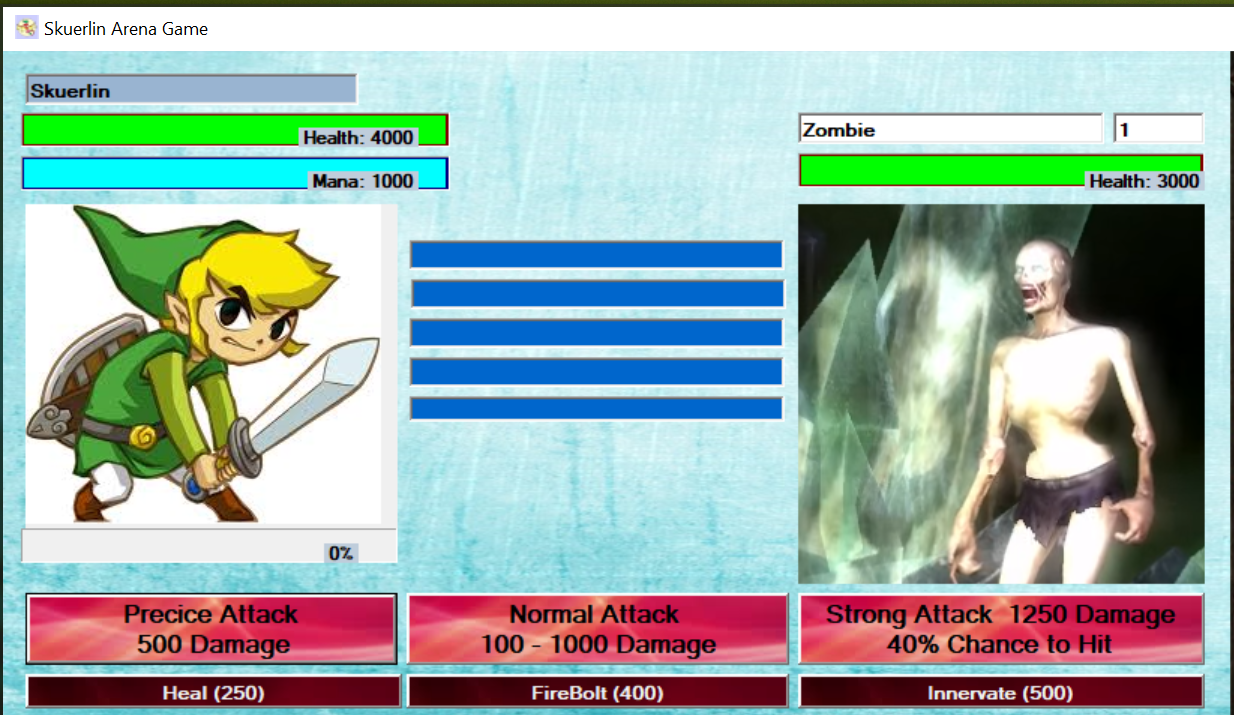 Skuerlin Arena Game
Skuerlin
Health: 4000
Mana: 1000
Zombie
1
Health: 3000
0%
Precice Attack
500 Damage
Normal Attack
100 - 1000 Damage
Strong Attack  1250 Damage
40% Chance to Hit
Heal (250)
FireBolt (400)
Innervate (500)